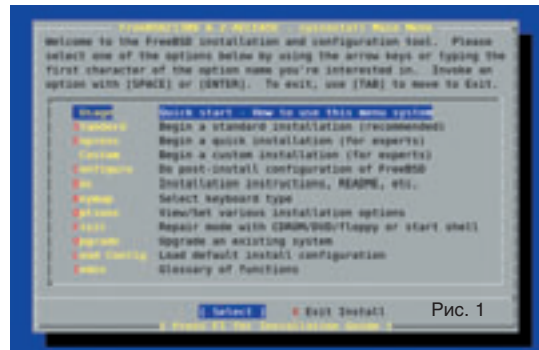 FreeBSD/i386 6.2-RELEASE - sysinstall Main Menu
Welcome to the FreeBSD installation and configuration tool. Please
select one of the options below by using the arrow keys or typing the
first character of the option name you're interested in. Invoke an
option with [SPACE] or [ENTER]. To exit, use [TAB] to move to Exit.
Usage Quick start - How to use this menu system
Standard Begin a standard installation (recommended)
Express Begin a quick installation (for experts)
Custom Begin a custom installation (for experts)
Configure Do post-install configuration of FreeBSD
Doc Installation instructions, README, etc.
Keymap Select keyboard type
Options View/Set various installation options
Fixit Repair mode with CDROM/DVD/floppy or start shell
Upgrade Upgrade an existing system
Load Config Load default install configuration
Index Glossary of functions
[ Select ] X Exit Install
Рис. 1
[ Press F1 for Installation Guide ]